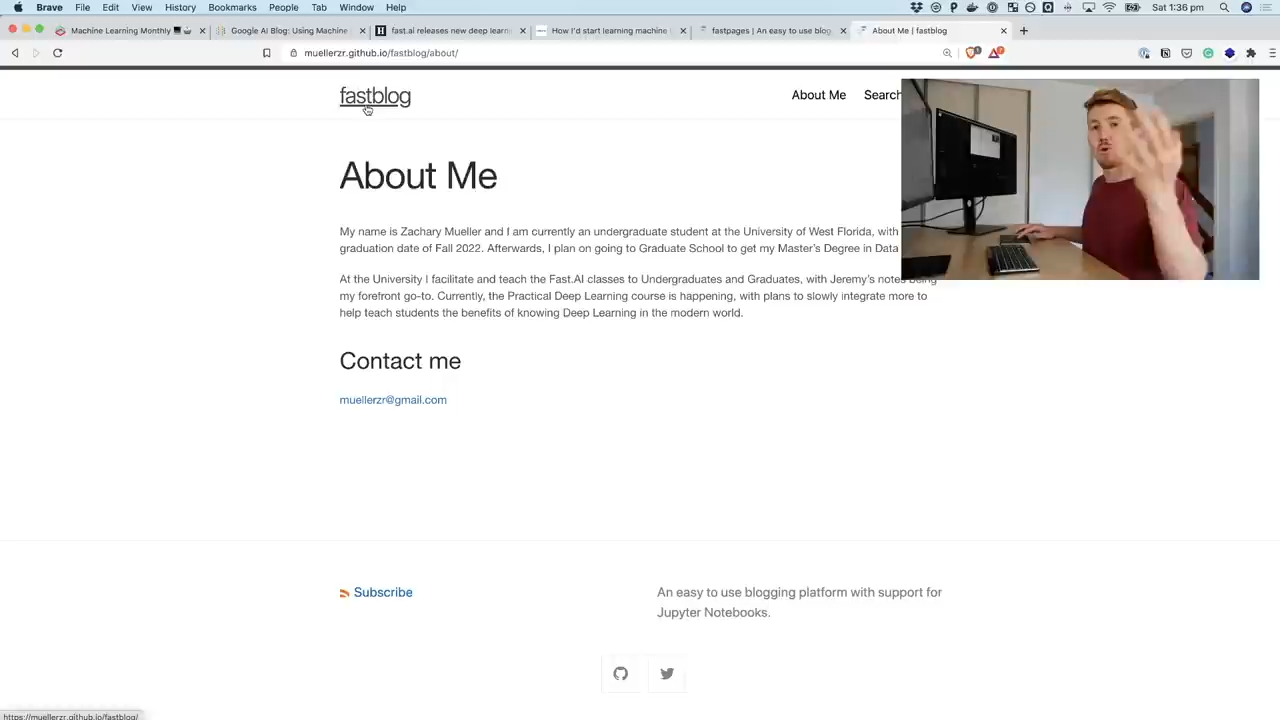 Brave File Edit View History Bookmarks People Tab Window Help Sat 1:36 pm
Machine Learning Monthly Google AI Blog: Using Machine fast.ai releases new deep learni How I'd start learning machine fastpages | An easy to use blog About Me | fastblog
muellerzr.github.io/fastblog/about/
fastblog About Me Search
About Me
My name is Zachary Mueller and I am currently an undergraduate student at the University of West Florida, with
graduation date of Fall 2022. Afterwards, I plan on going to Graduate School to get my Master's Degree in Data
At the University I facilitate and teach the Fast.AI classes to Undergraduates and Graduates, with Jeremy's notes being
my forefront go-to. Currently, the Practical Deep Learning course is happening, with plans to slowly integrate more to
help teach students the benefits of knowing Deep Learning in the modern world.
Contact me
muellerzr@gmail.com
Subscribe An easy to use blogging platform with support for
Jupyter Notebooks.
https://muellerzr.github.io/fastblog/